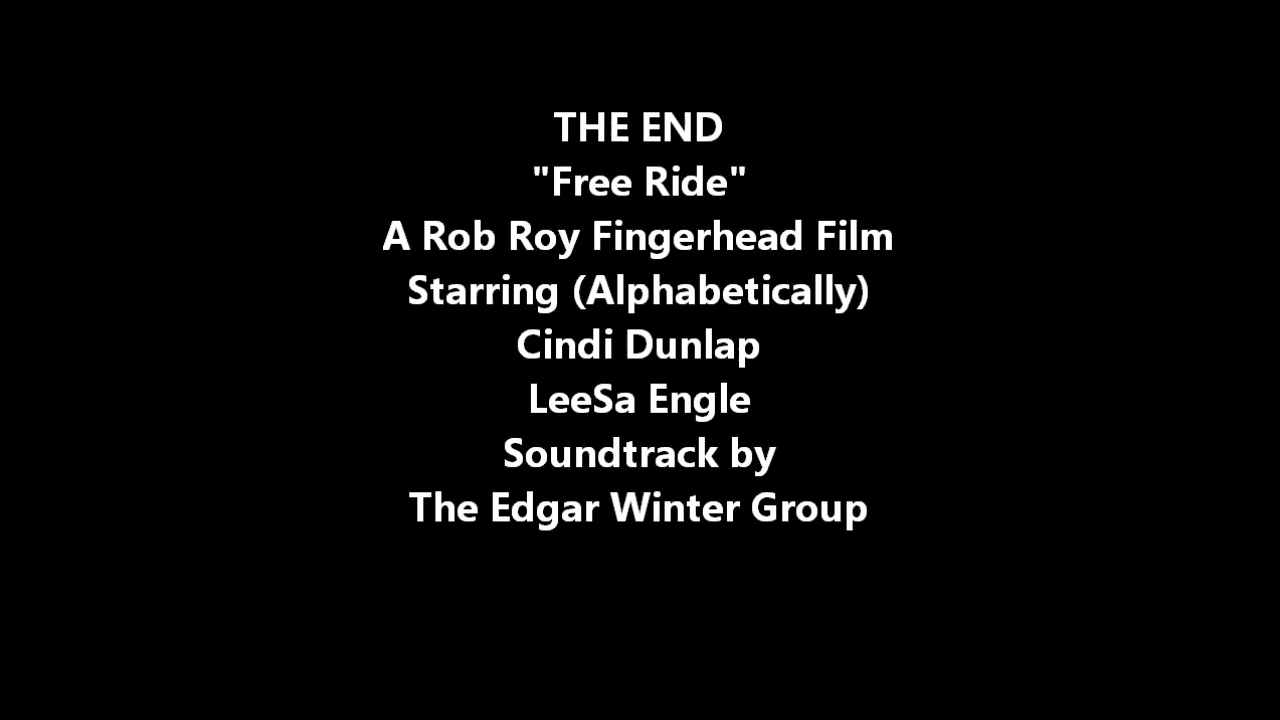 THE END
"Free Ride"
A Rob Roy Fingerhead Film
Starring (Alphabetically)
Cindi Dunlap
LeeSa Engle
Soundtrack by
The Edgar Winter Group